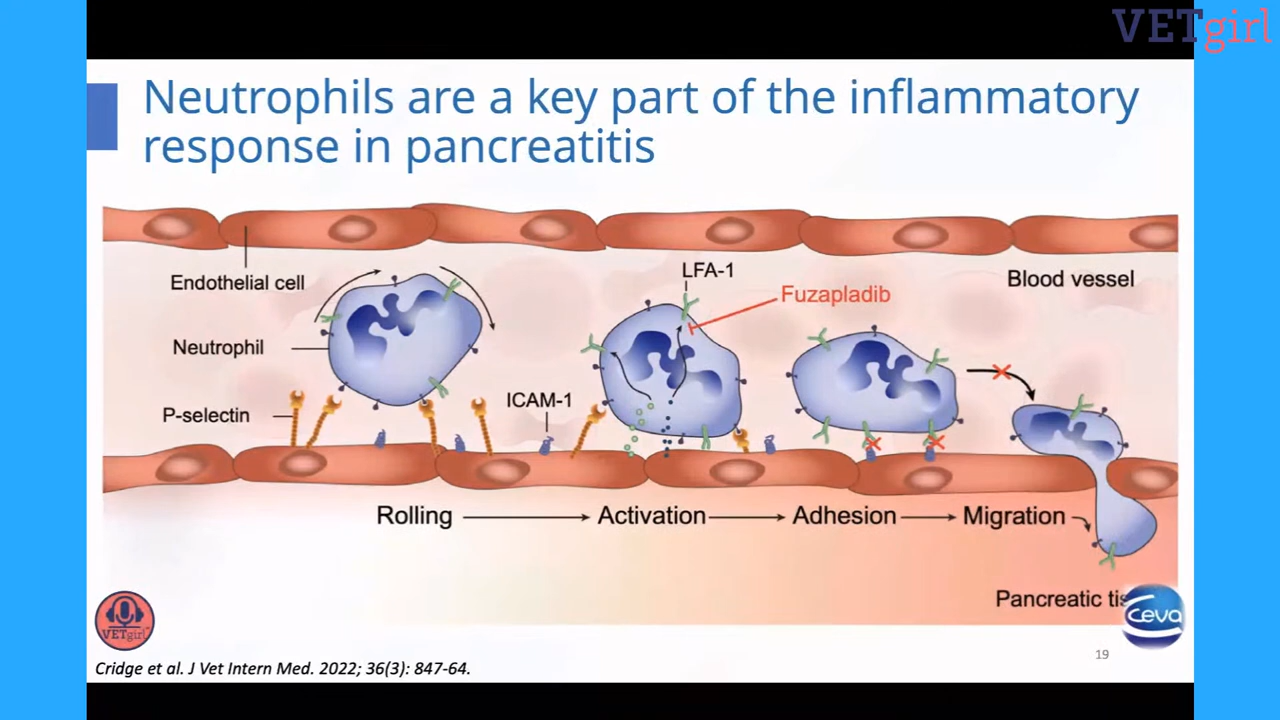 VETgirl
Neutrophils are a key part of the inflammatory
response in pancreatitis
LFA-1
Endothelial cell
Fuzapladib
Blood vessel
Neutrophil
P-selectin
ICAM-1
Rolling
Activation
Adhesion
Migration
Pancreatic
ceva
VETgirl
19
Cridge et al. J Vet Intern Med. 2022; 36(3): 847-64.